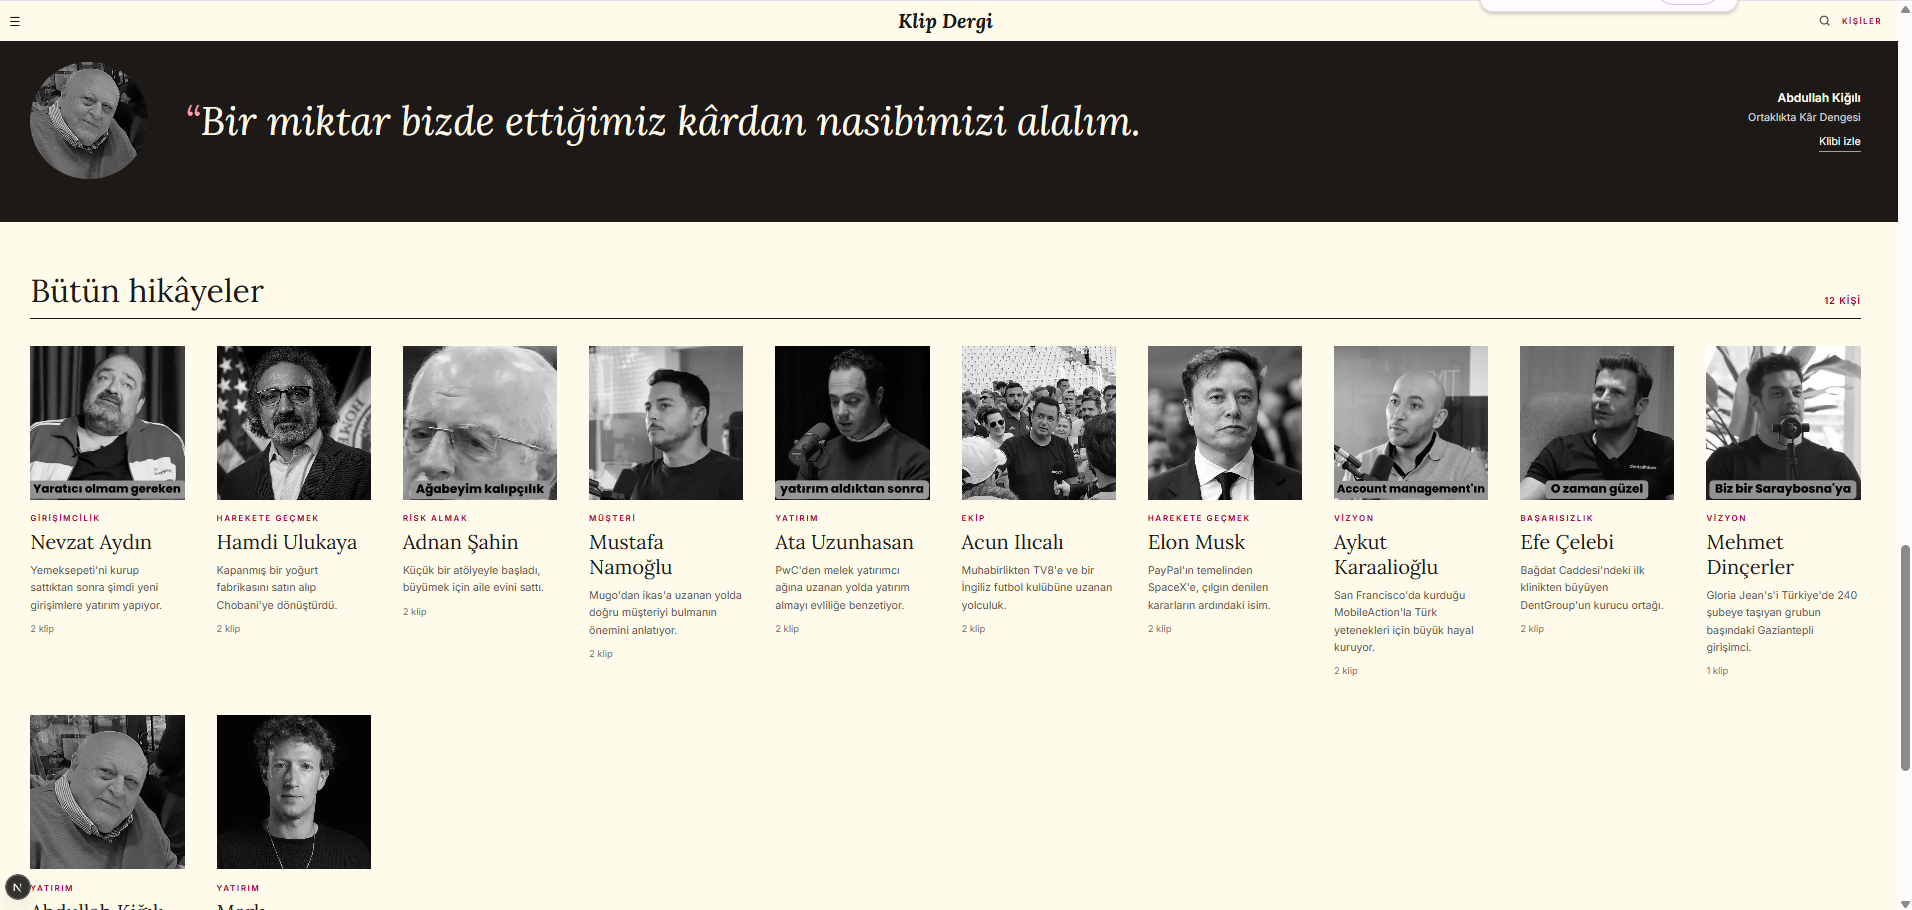 Klip Dergi
KİŞİLER
“Bir miktar bizde ettiğimiz kârdan nasibimizi alalım.
Abdullah Kiğılı
Ortaklıkta Kâr Dengesi
Klibi izle
Bütün hikâyeler
12 KİŞİ
Yaratıcı olmam gereken
GİRİŞİMCİLİK
Nevzat Aydın
Yemeksepeti'ni kurup
sattıktan sonra şimdi yeni
girişimlere yatırım yapıyor.
2 klip
HAREKETE GEÇMEK
Hamdi Ulukaya
Kapanmış bir yoğurt
fabrikasını satın alıp
Chobani'ye dönüştürdü.
2 klip
Ağabeyim kalıpçılık
RİSK ALMAK
Adnan Şahin
Küçük bir atölyeyle başladı,
büyümek için aile evini sattı.
2 klip
MÜŞTERİ
Mustafa
Namoğlu
Mugo'dan ikas'a uzanan yolda
doğru müşteriyi bulmanın
önemini anlatıyor.
2 klip
yatırım aldıktan sonra
YATIRIM
Ata Uzunhasan
PwC'den melek yatırımcı
ağına uzanan yolda yatırım
almayı evliliğe benzetiyor.
2 klip
EKİP
Acun Ilıcalı
Muhabirlikten TV8'e ve bir
İngiliz futbol kulübüne uzanan
yolculuk.
2 klip
HAREKETE GEÇMEK
Elon Musk
PayPal'ın temelinden
SpaceX'e, çılgın denilen
kararların ardındaki isim.
2 klip
Account management'ın
VİZYON
Aykut
Karaalioğlu
San Francisco'da kurduğu
MobileAction'la Türk
yetenekleri için büyük hayal
kuruyor.
2 klip
O zaman güzel
BAŞARISIZLIK
Efe Çelebi
Bağdat Caddesi'ndeki ilk
klinikten büyüyen
DentGroup'un kurucu ortağı.
2 klip
Biz bir Saraybosna'ya
VİZYON
Mehmet
Dinçerler
Gloria Jean's'i Türkiye'de 240
şubeye taşıyan grubun
başındaki Gaziantepli
girişimci.
1 klip
N
YATIRIM
Abdullah Kiğılı
YATIRIM
Mark